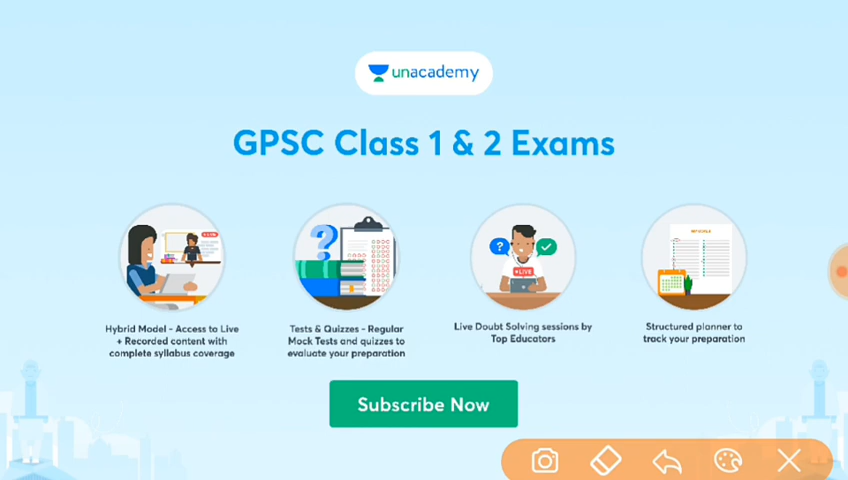 unacademy
GPSC Class 1 & 2 Exams
Hybrid Model - Access to Live
+ Recorded content with
complete syllabus coverage
Tests & Quizzes - Regular
Mock Tests and quizzes to
evaluate your preparation
LIVE
Live Doubt Solving sessions by
Top Educators
Structured planner to
track your preparation
Subscribe Now